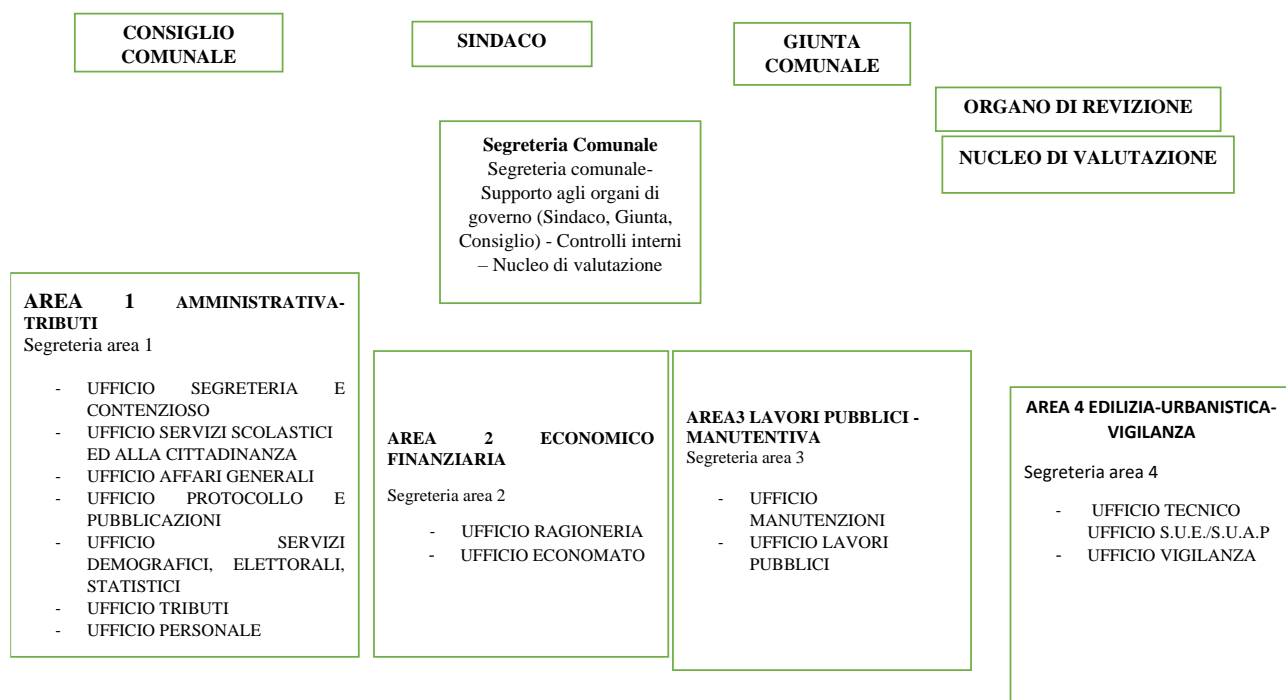 CONSIGLIO
COMUNALE
SINDACO
GIUNTA
COMUNALE
ORGANO DI REVIZIONE
NUCLEO DI VALUTAZIONE
Segreteria Comunale
Segreteria comunale-
Supporto agli organi di
governo (Sindaco, Giunta,
Consiglio) - Controlli interni
– Nucleo di valutazione
AREA 1 AMMINISTRATIVA-
TRIBUTI
Segreteria area 1
- UFFICIO SEGRETERIA E
CONTENZIOSO
- UFFICIO SERVIZI SCOLASTICI
ED ALLA CITTADINANZA
- UFFICIO AFFARI GENERALI
- UFFICIO PROTOCOLLO E
PUBBLICAZIONI
- UFFICIO SERVIZI
DEMOGRAFICI, ELETTORALI,
STATISTICI
- UFFICIO TRIBUTI
- UFFICIO PERSONALE
AREA 2 ECONOMICO
FINANZIARIA
Segreteria area 2
- UFFICIO RAGIONERIA
- UFFICIO ECONOMATO
AREA3 LAVORI PUBBLICI -
MANUTENTIVA
Segreteria area 3
- UFFICIO
MANUTENZIONI
- UFFICIO LAVORI
PUBBLICI
AREA 4 EDILIZIA-URBANISTICA-
VIGILANZA
Segreteria area 4
- UFFICIO TECNICO
UFFICIO S.U.E./S.U.A.P
- UFFICIO VIGILANZA